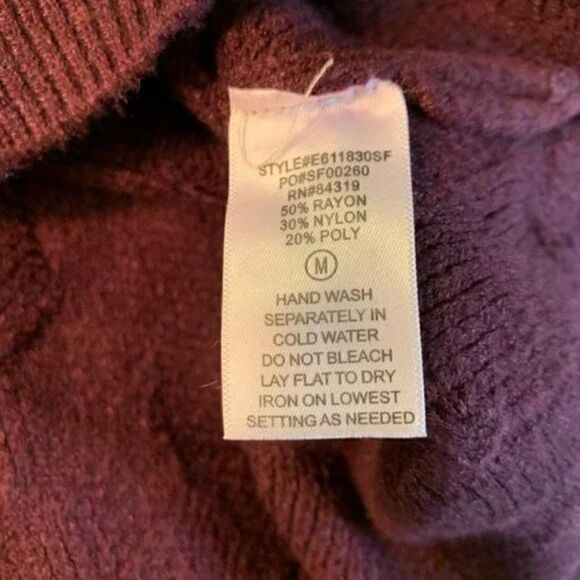 STYLE#E611830SF
PO#SF00260
RN#84319
50% RAYON
30% NYLON
20% POLY
M
HAND WASH
SEPARATELY IN
COLD WATER
DO NOT BLEACH
LAY FLAT TO DRY
IRON ON LOWEST
SETTING AS NEEDED